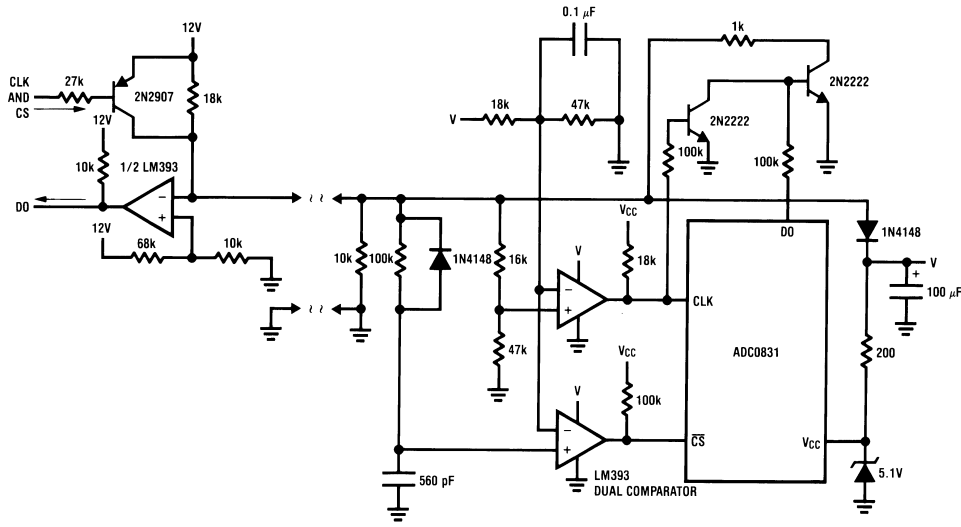 0.1 µF
12V
1k
CLK
AND
CS
27k
2N2907
18k
2N2222
V
18k
47k
2N2222
12V
10k
1/2 LM393
100k
100k
DO
12V
68k
10k
10k
100k
1N4148
16k
VCC
18k
V
DO
1N4148
V
+
100 µF
−
+
−
+
CLK
47k
ADC0831
200
VCC
100k
V
−
+
CS
VCC
560 pF
LM393
DUAL COMPARATOR
5.1V